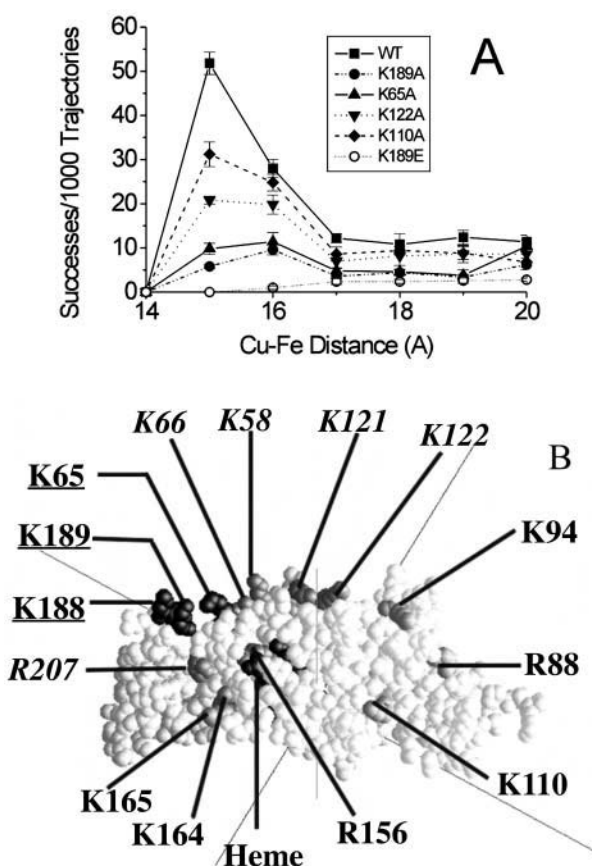 A
WT
K189A
K65A
K122A
K110A
K189E
Successes/1000 Trajectories
60
50
40
30
20
10
0
14 16 18 20
Cu-Fe Distance (A)
B
K66 K58 K121 K122
K65
K94
K189
K188
R207
R88
K165
K110
K164
R156
Heme